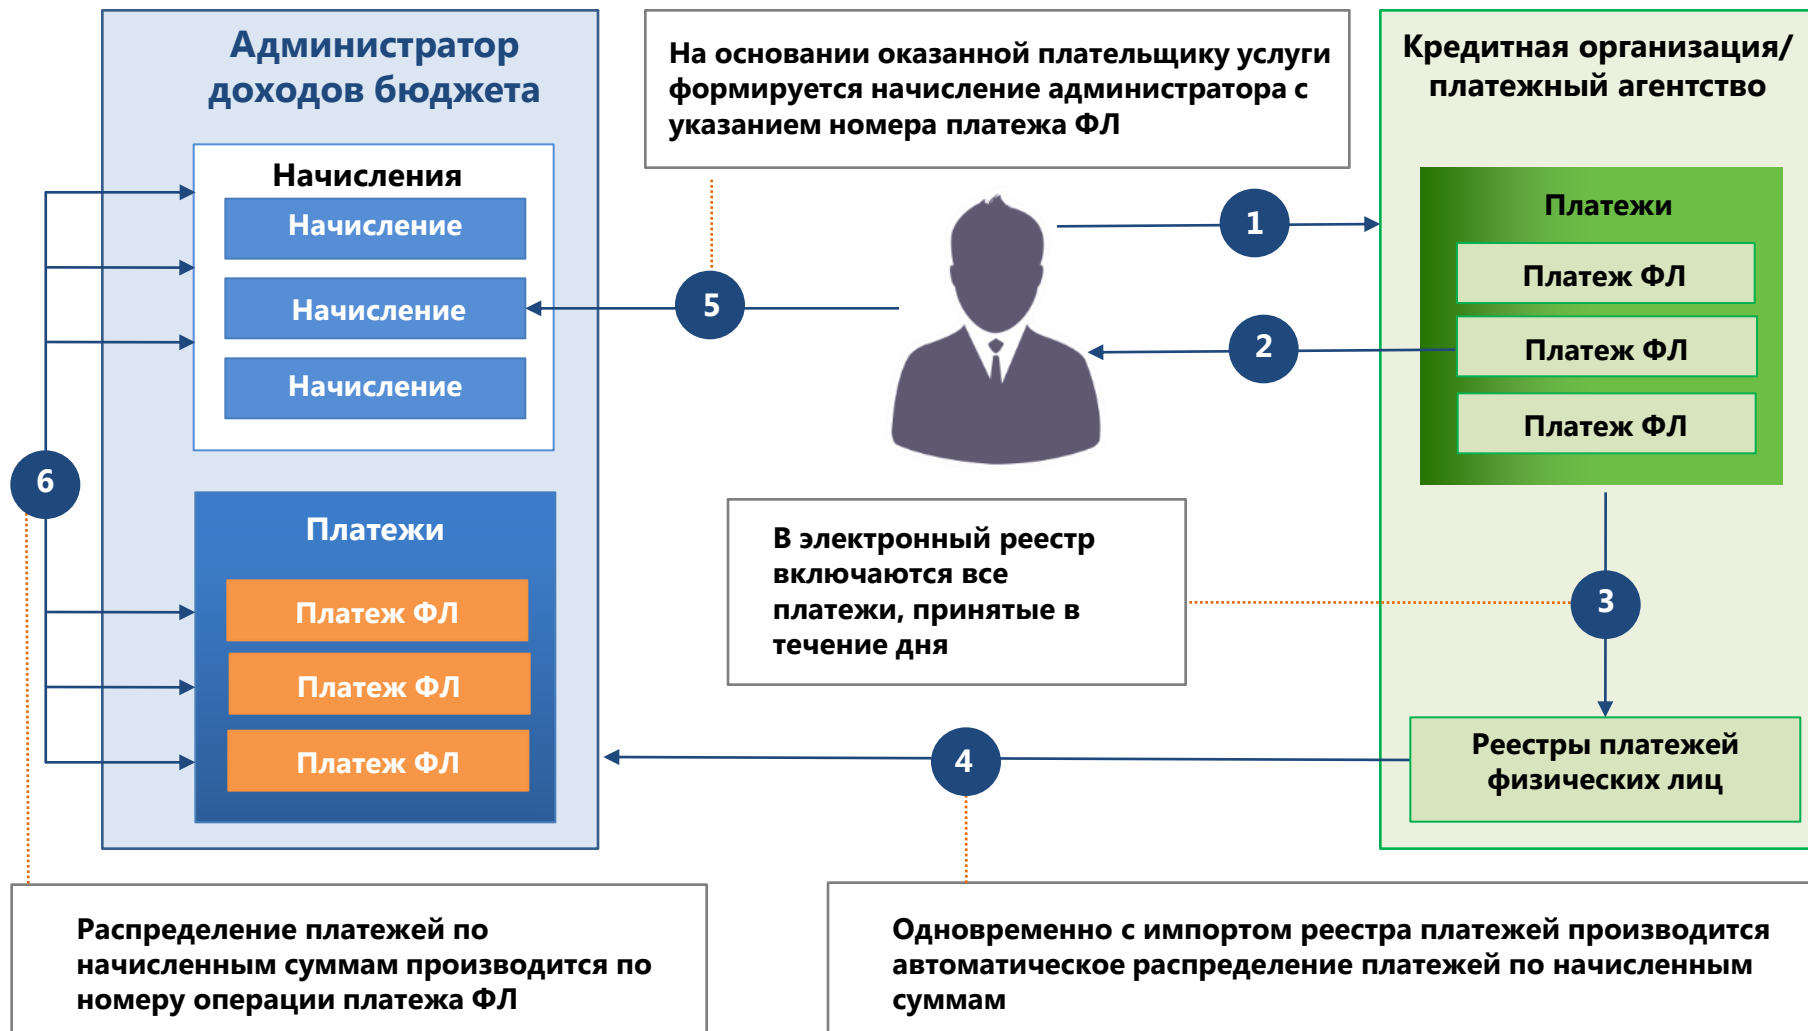 Администратор
доходов бюджета
На основании оказанной плательщику услуги
формируется начисление администратора с
указанием номера платежа ФЛ
Кредитная организация/
платежный агентство
Начисления
Начисление
Начисление
Начисление
Платежи
Платеж ФЛ
Платеж ФЛ
Платеж ФЛ
1
5
2
6
Платежи
Платеж ФЛ
Платеж ФЛ
Платеж ФЛ
В электронный реестр
включаются все
платежи, принятые в
течение дня
3
4
Реестры платежей
физических лиц
Распределение платежей по
начисленным суммам производится по
номеру операции платежа ФЛ
Одновременно с импортом реестра платежей производится
автоматическое распределение платежей по начисленным
суммам